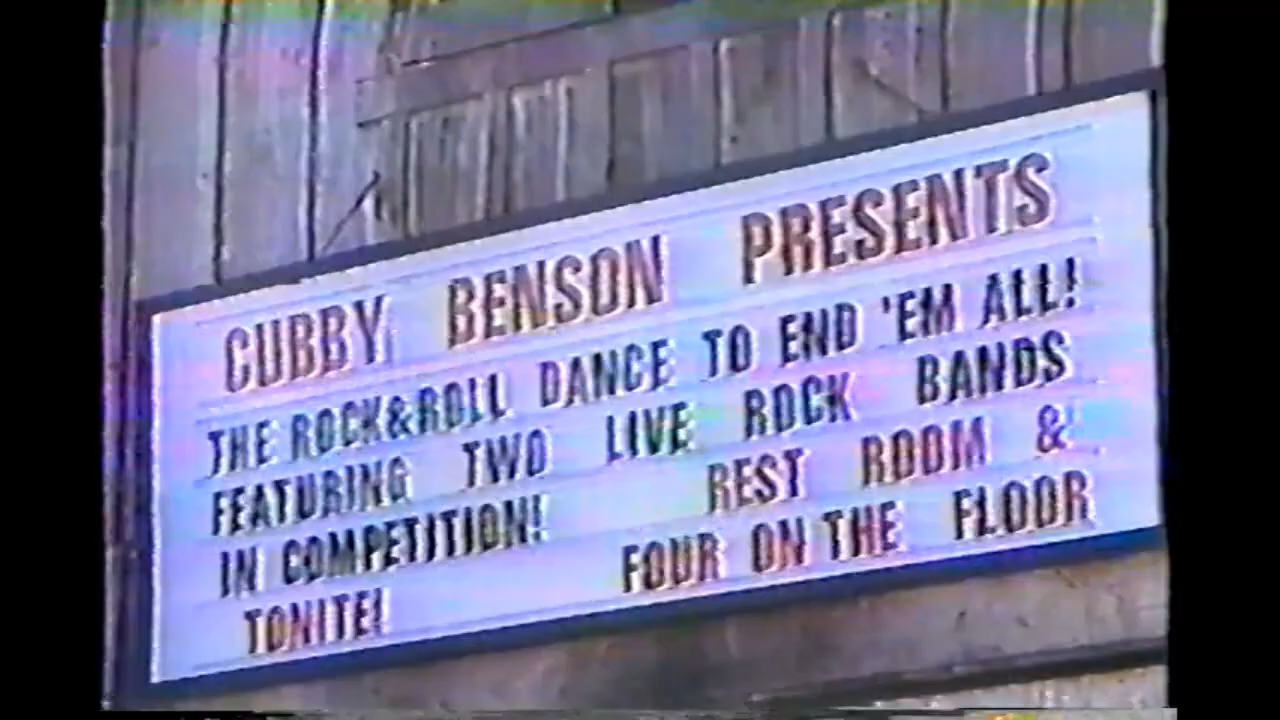 CUBBY BENSON PRESENTS
THE ROCK&ROLL DANCE TO END 'EM ALL!
FEATURING TWO LIVE ROCK BANDS
IN COMPETITION! REST ROOM &
TONITE! FOUR ON THE FLOOR